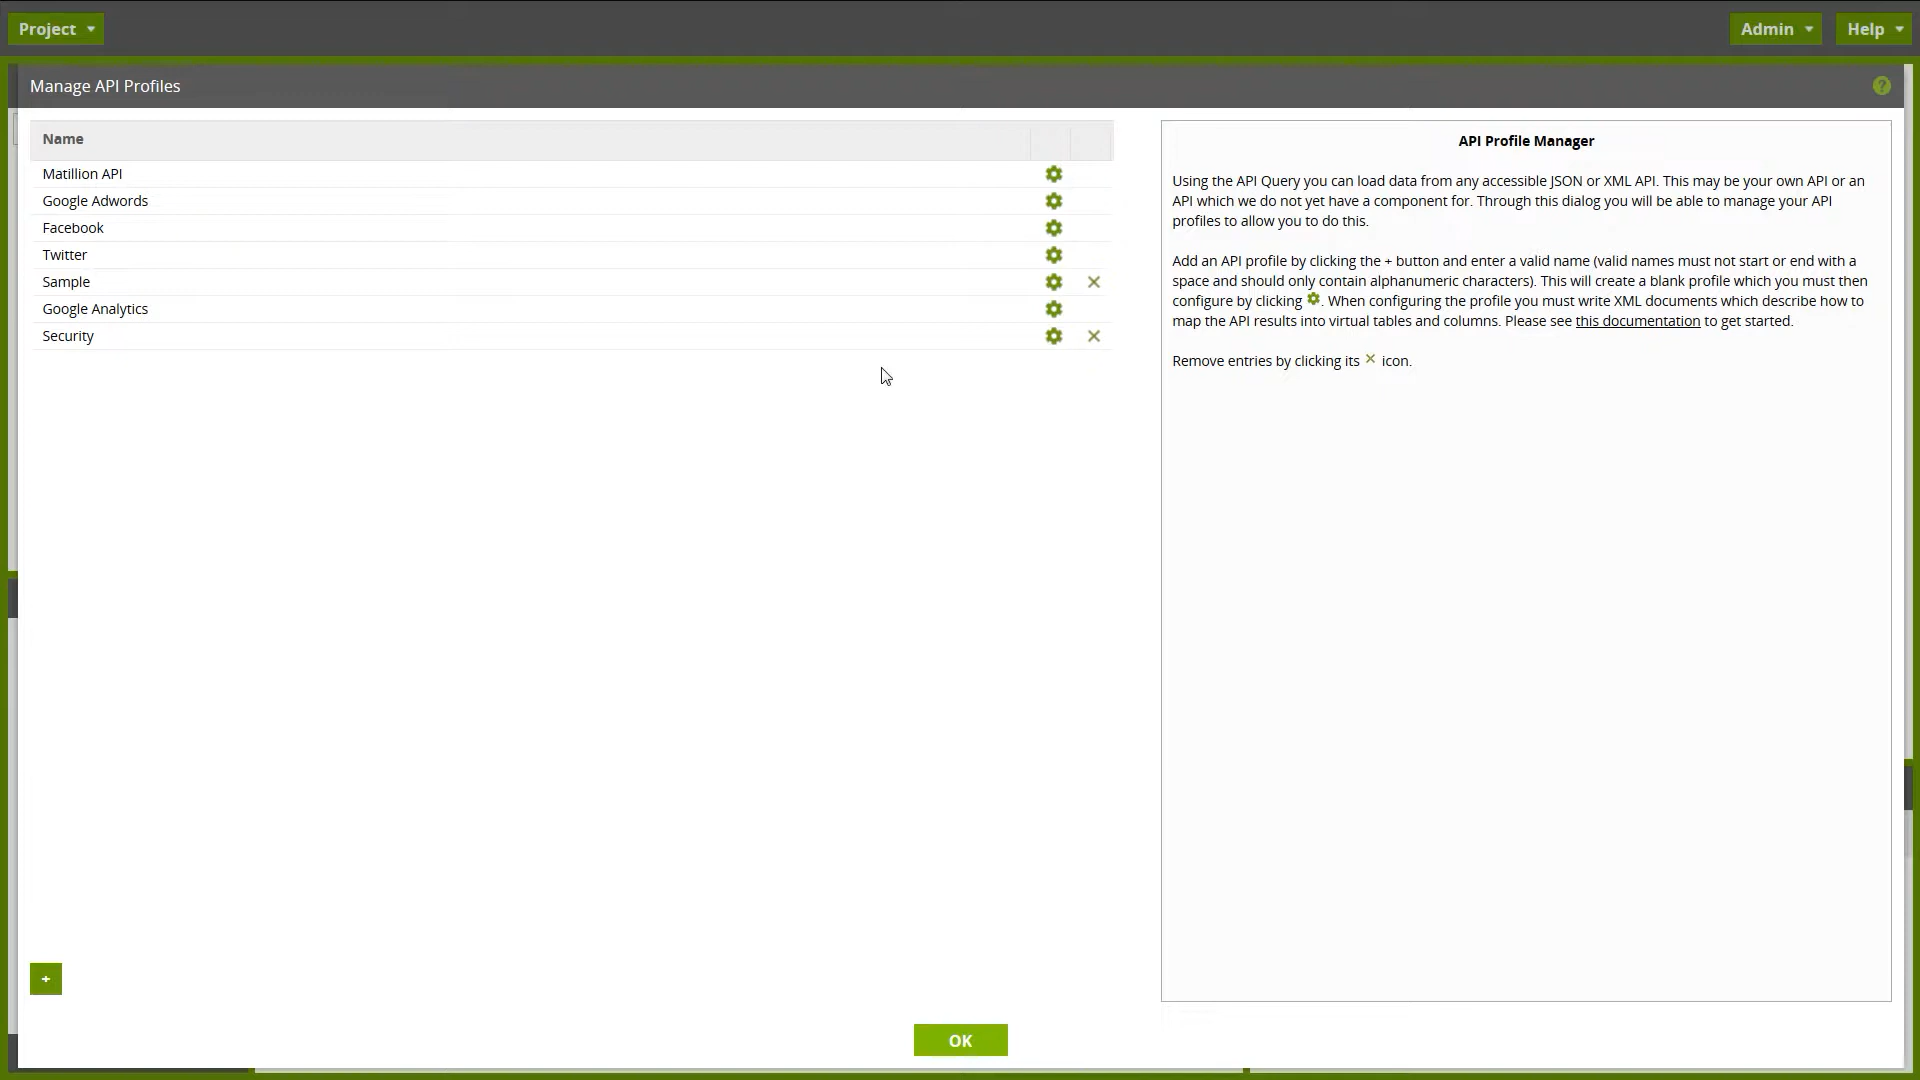 Project
Admin
Help
Manage API Profiles
?
Name
Matillion API
Google Adwords
Facebook
Twitter
Sample
Google Analytics
Security
+
API Profile Manager
Using the API Query you can load data from any accessible JSON or XML API. This may be your own API or an
API which we do not yet have a component for. Through this dialog you will be able to manage your API
profiles to allow you to do this.
Add an API profile by clicking the + button and enter a valid name (valid names must not start or end with a
space and should only contain alphanumeric characters). This will create a blank profile which you must then
configure by clicking . When configuring the profile you must write XML documents which describe how to
map the API results into virtual tables and columns. Please see this documentation to get started.
Remove entries by clicking its × icon.
OK